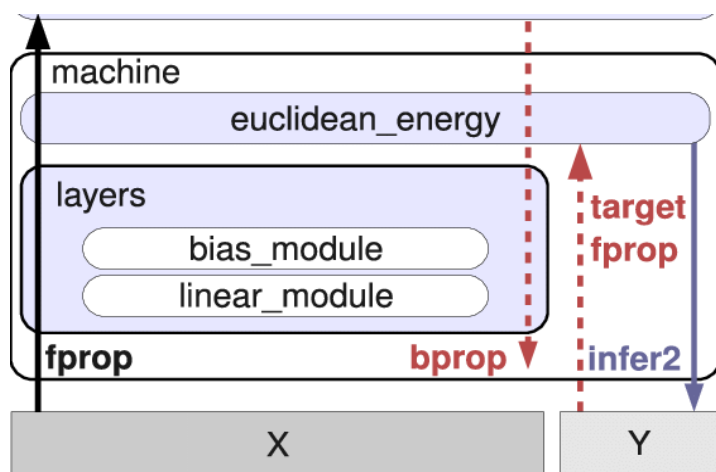 machine
euclidean_energy
layers
target
fprop
bias_module
linear_module
fprop
bprop
infer2
X
Y